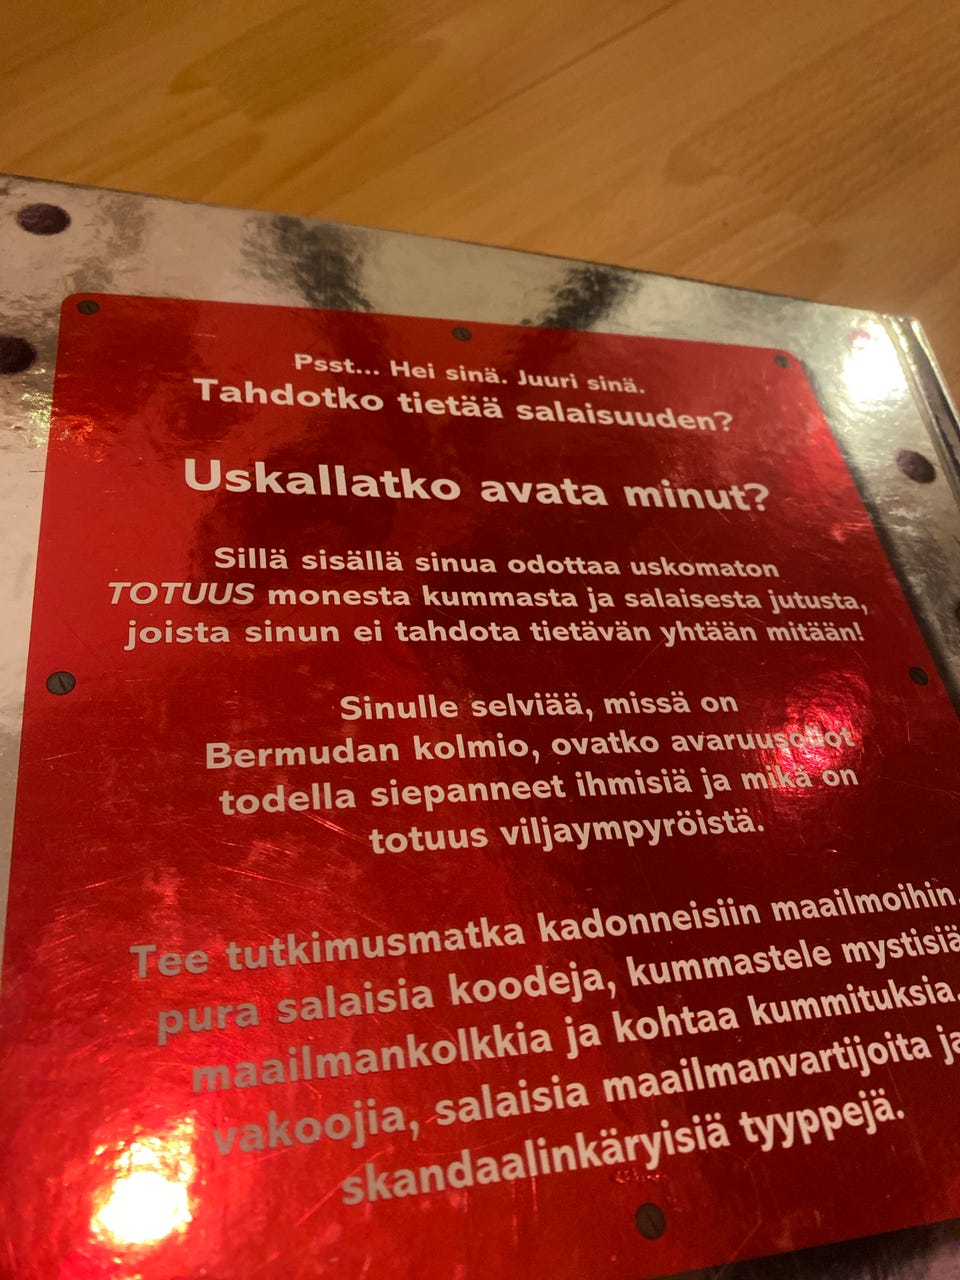 Psst... Hei sinä. Juuri sinä.
Tahdotko tietää salaisuuden?
Uskallatko avata minut?
Sillä sisällä sinua odottaa uskomaton
TOTUUS monesta kummasta ja salaisesta jutusta,
joista sinun ei tahdota tietävän yhtään mitään!
Sinulle selviää, missä on
Bermudan kolmio, ovatko avaruusoliot
todella siepanneet ihmisiä ja mikä on
totuus viljaympyröistä.
Tee tutkimusmatka kadonneisiin maailmoihin,
pura salaisia koodeja, kummastele mystisiä
maailmankolkkia ja kohtaa kummituksia,
vakoojia, salaisia maailmanvartijoita ja
skandaalinkäryisiä tyyppejä.